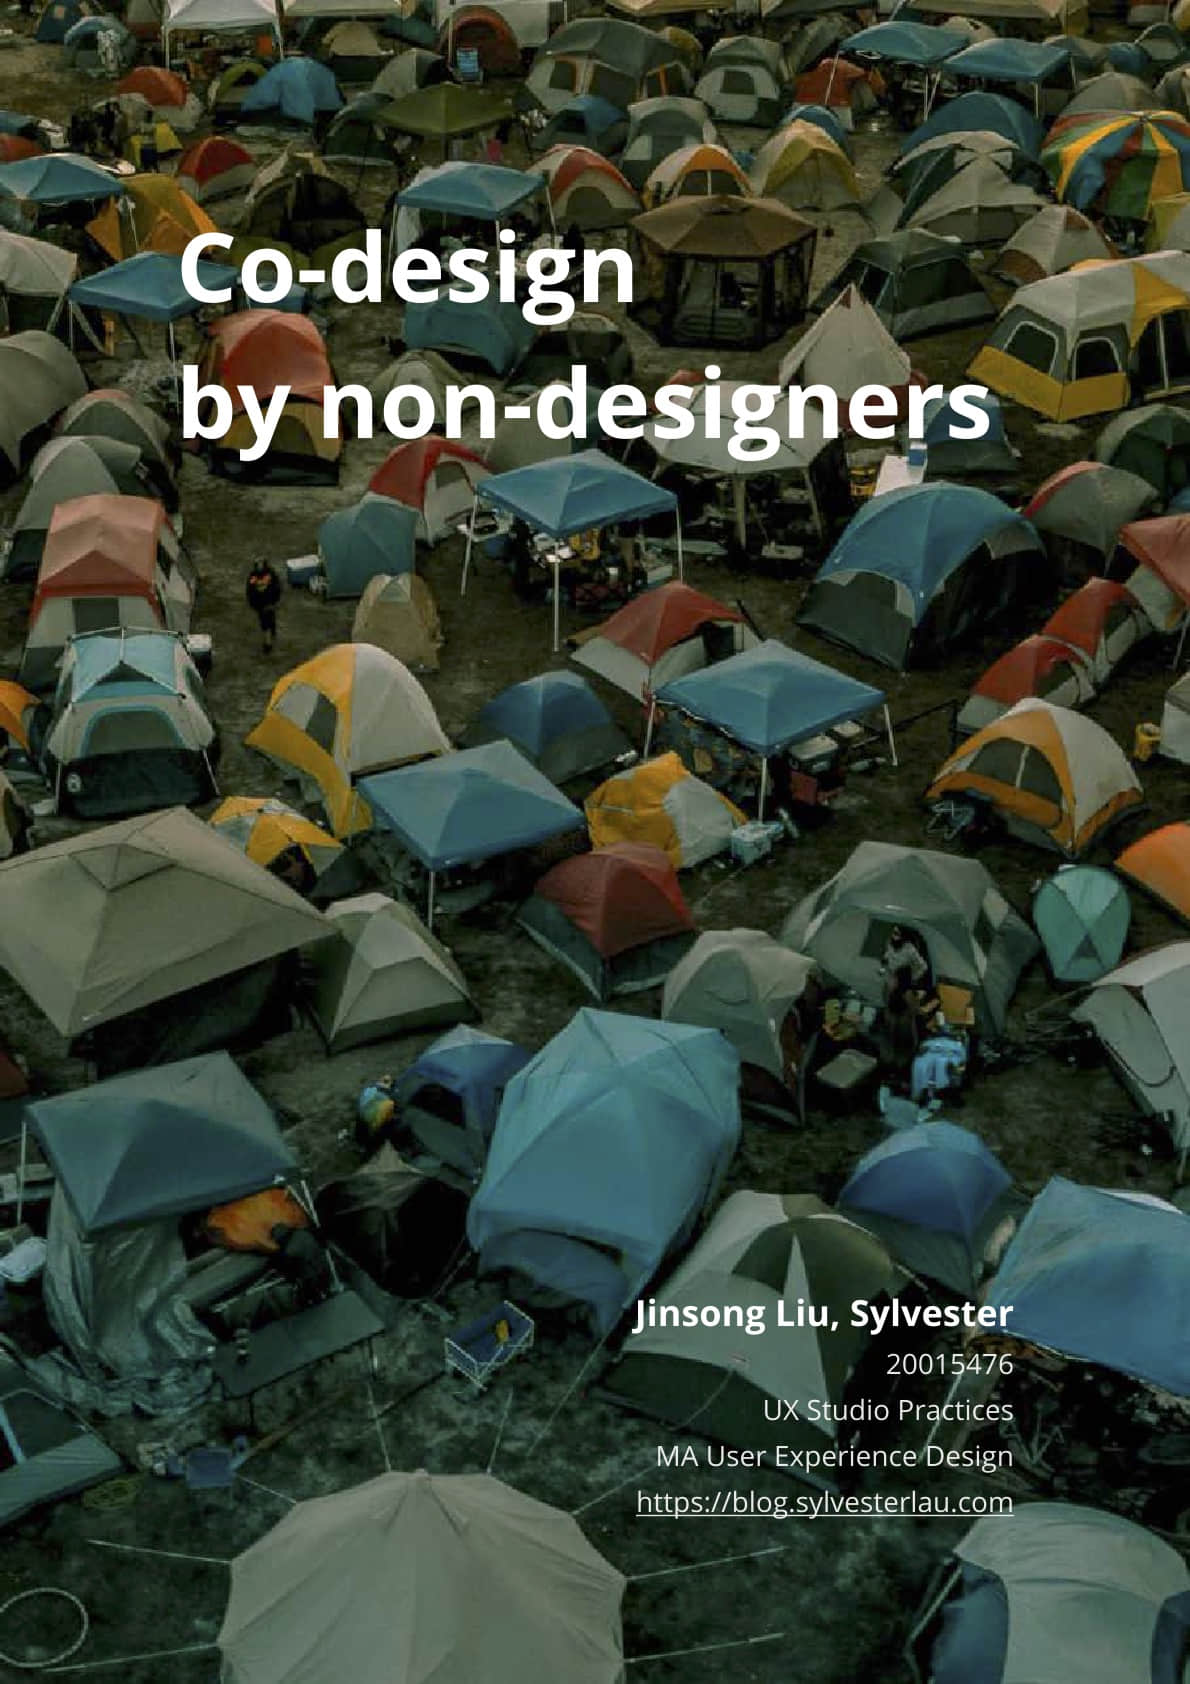 Co-design
by non-designers
Jinsong Liu, Sylvester
20015476
UX Studio Practices
MA User Experience Design
https://blog.sylvesterlau.com